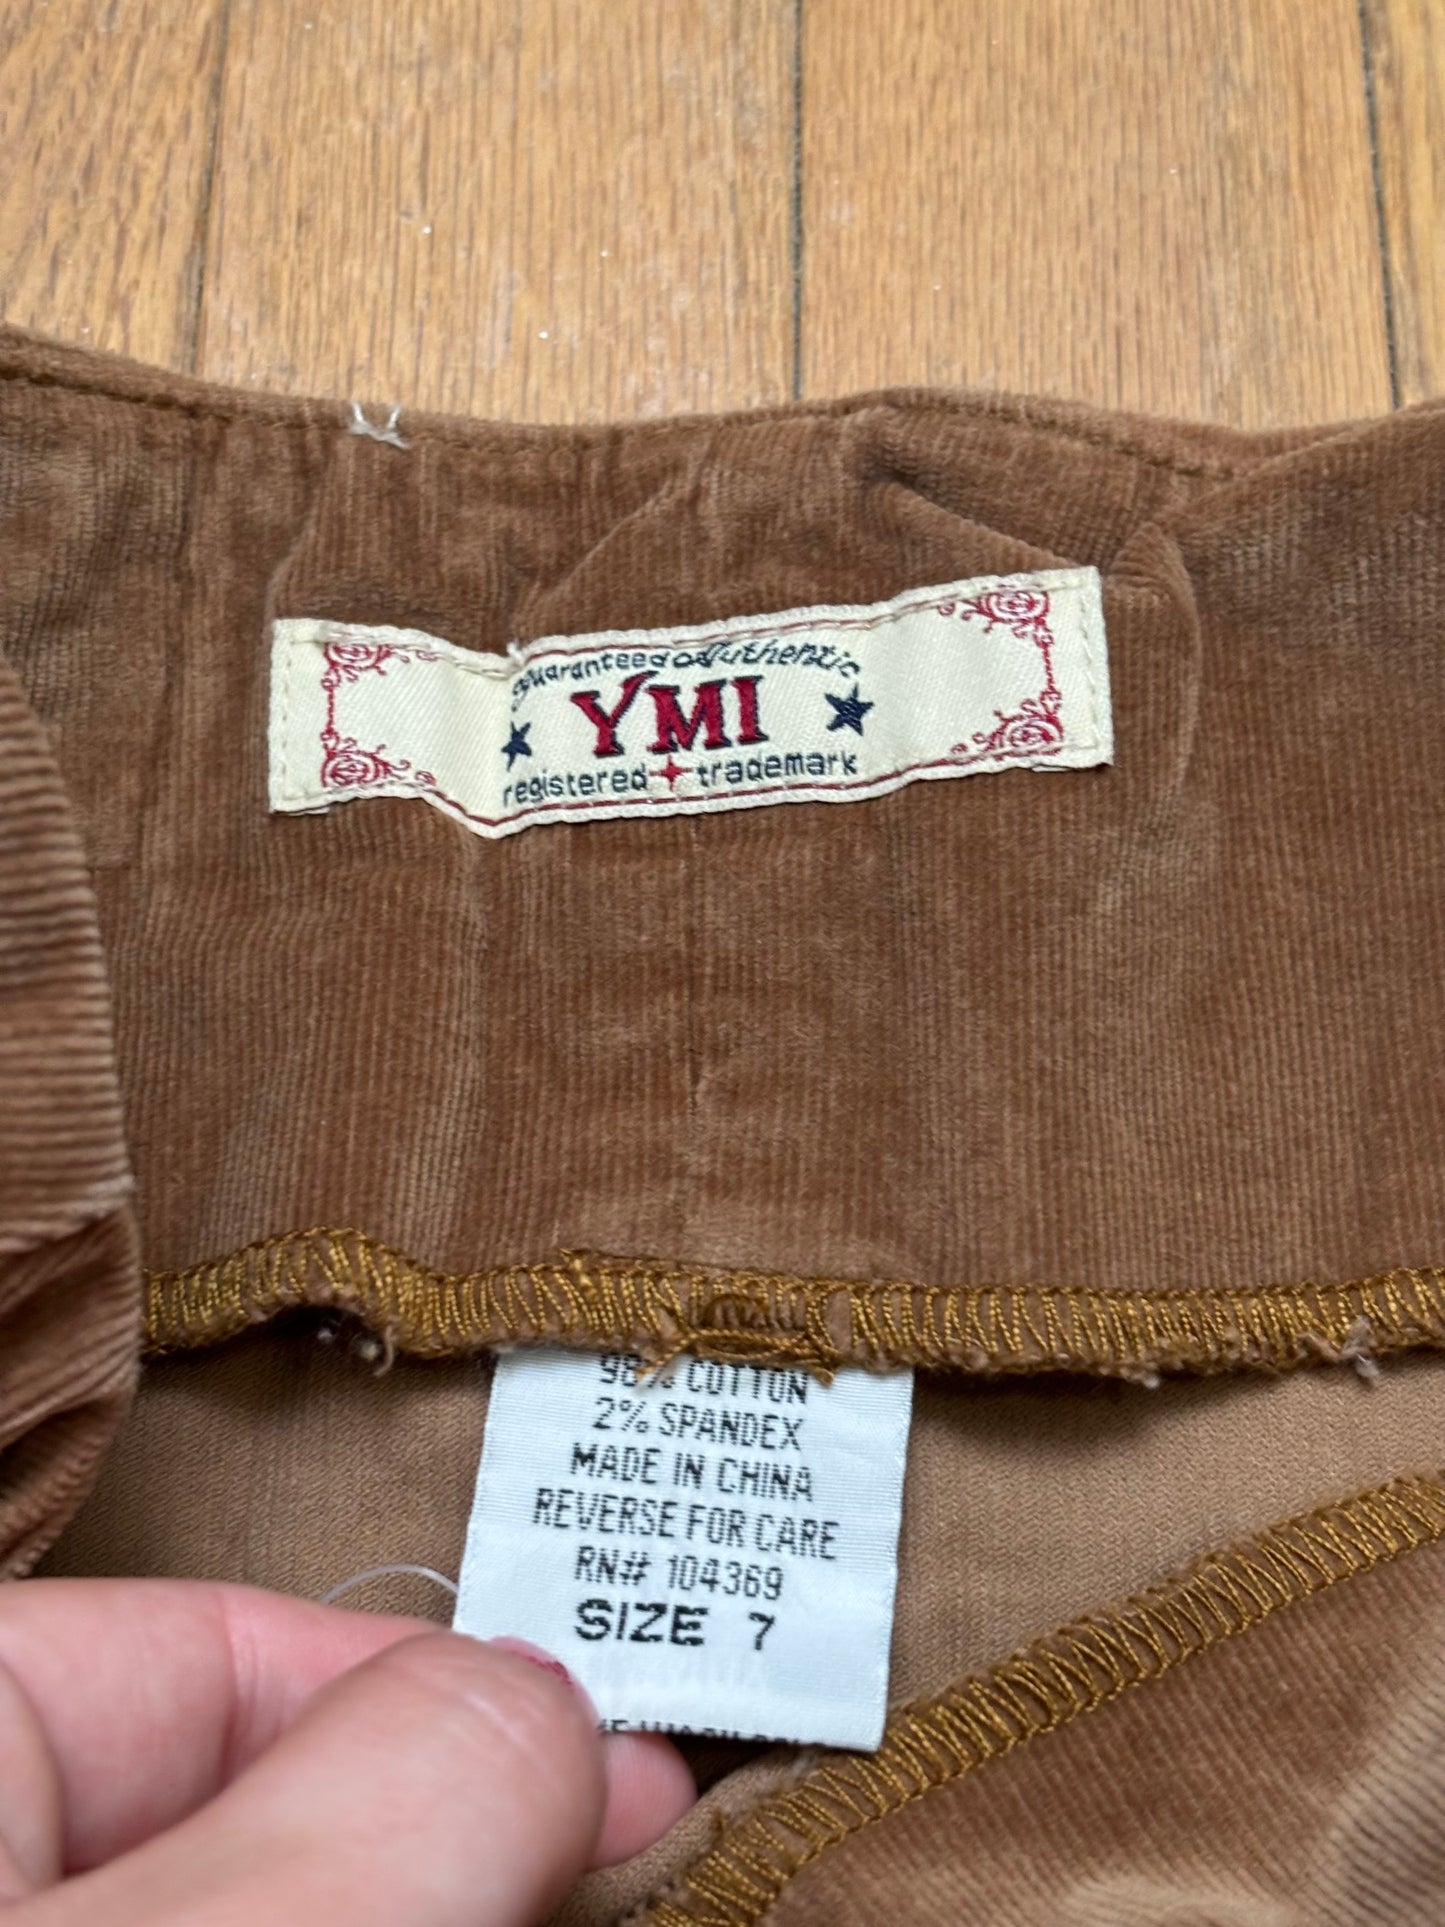 guaranteed authentic
YMI
registered trademark
98% COTTON
2% SPANDEX
MADE IN CHINA
REVERSE FOR CARE
RN# 104369
SIZE 7